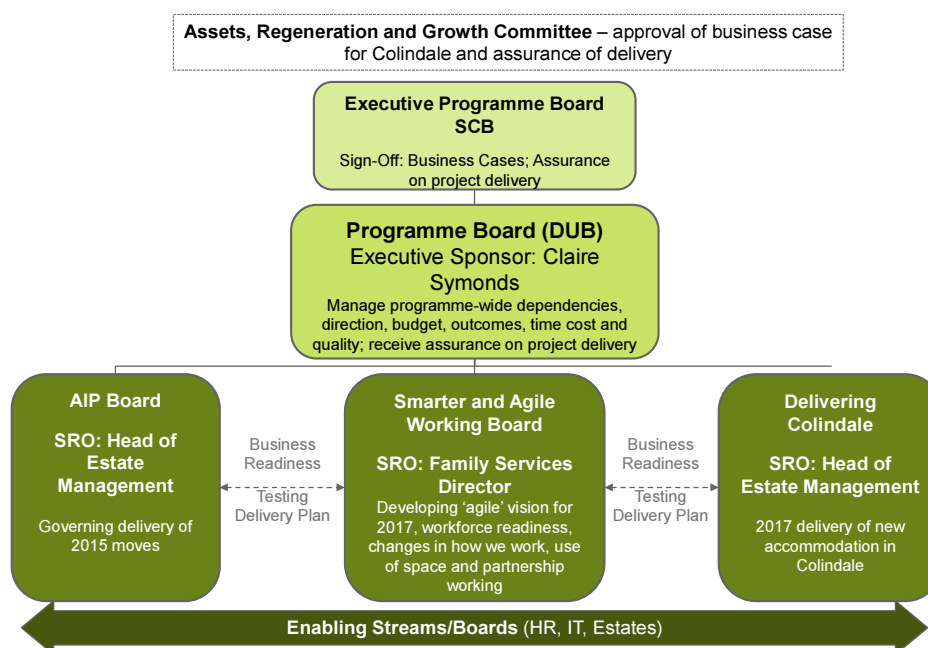 Assets, Regeneration and Growth Committee – approval of business case
for Colindale and assurance of delivery
Executive Programme Board
SCB
Sign-Off: Business Cases; Assurance
on project delivery
Programme Board (DUB)
Executive Sponsor: Claire
Symonds
Manage programme-wide dependencies,
direction, budget, outcomes, time cost and
quality; receive assurance on project delivery
AIP Board
SRO: Head of
Estate
Management
Governing delivery of
2015 moves
Business
Readiness
Testing
Delivery Plan
Smarter and Agile
Working Board
SRO: Family Services
Director
Developing ‘agile’ vision for
2017, workforce readiness,
changes in how we work, use
of space and partnership
working
Business
Readiness
Testing
Delivery Plan
Delivering
Colindale
SRO: Head of
Estate Management
2017 delivery of new
accommodation in
Colindale
Enabling Streams/Boards (HR, IT, Estates)